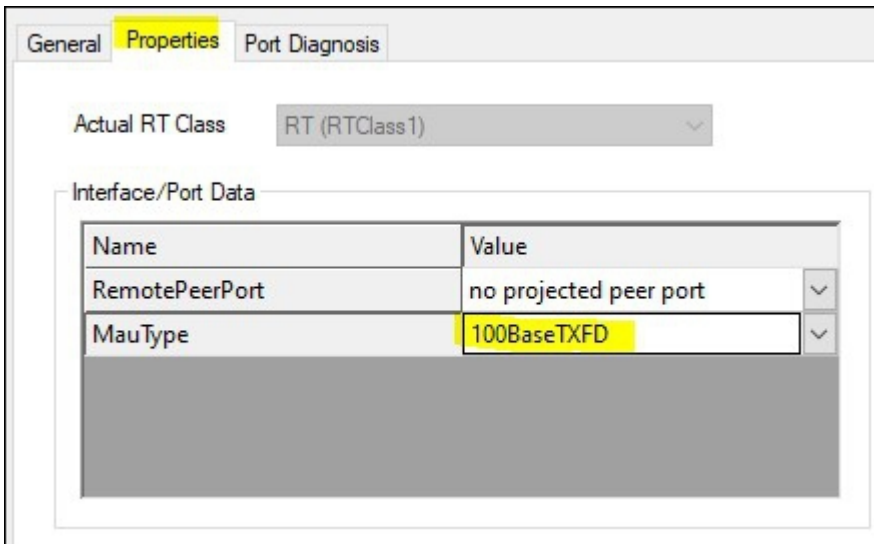 General Properties Port Diagnosis
Actual RT Class RT (RTClass1)
Interface/Port Data
Name Value
RemotePeerPort no projected peer port
MauType 100BaseTXFD